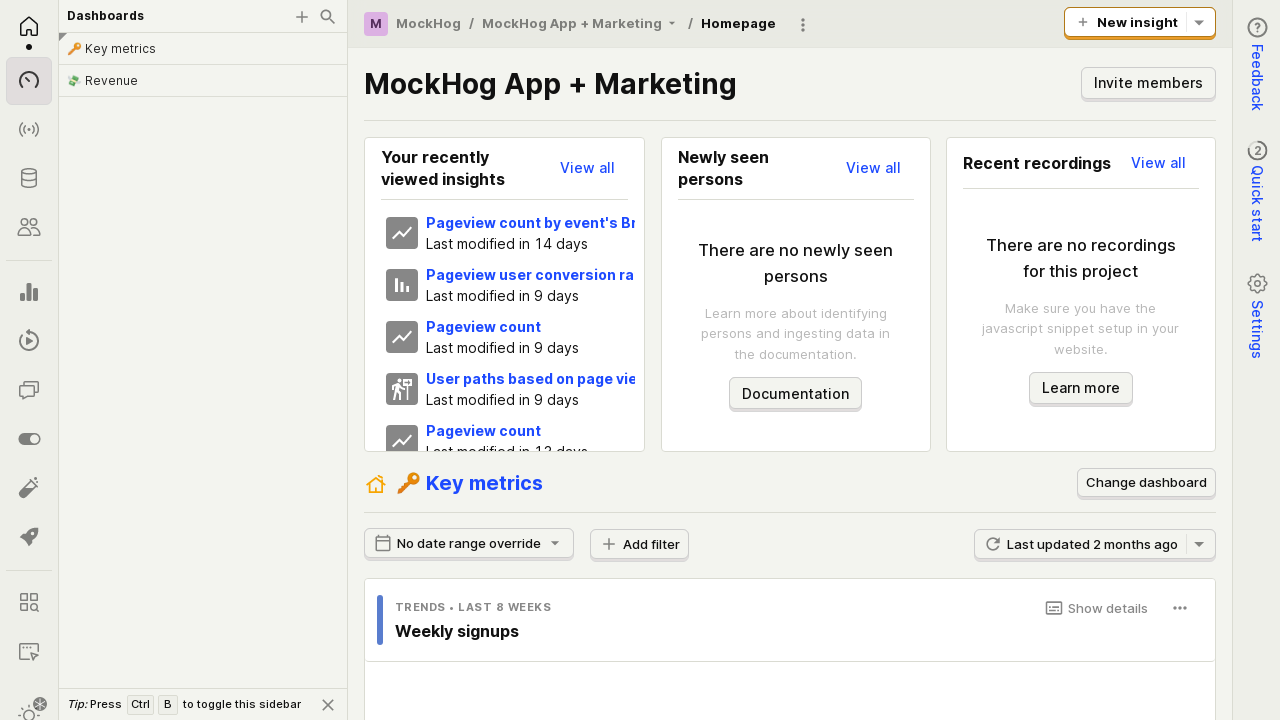 Dashboards
🔑 Key metrics
💸 Revenue
Tip: Press Ctrl B to toggle this sidebar
M MockHog / MockHog App + Marketing / Homepage
New insight
MockHog App + Marketing
Invite members
Your recently
viewed insights
View all
Pageview count by event's Br
Last modified in 14 days
Pageview user conversion ra
Last modified in 9 days
Pageview count
Last modified in 9 days
User paths based on page vie
Last modified in 9 days
Pageview count
Last modified in 13 days
Newly seen
persons
View all
There are no newly seen
persons
Learn more about identifying
persons and ingesting data in
the documentation.
Documentation
Recent recordings
View all
There are no recordings
for this project
Make sure you have the
javascript snippet setup in your
website.
Learn more
🔑 Key metrics
Change dashboard
No date range override
Add filter
Last updated 2 months ago
TRENDS • LAST 8 WEEKS
Show details
Weekly signups
Feedback
2
Quick start
Settings